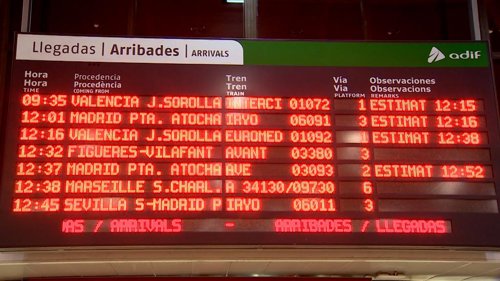 Llegadas | Arribades | ARRIVALS
adif
Hora Procedencia Tren Vía Observaciones
Hora Procedència Tren Via Observacions
TIME COMING FROM TRAIN PLATFORM REMARKS
09:35 VALENCIA J.SOROLLA INTERCI 01072 1 ESTIMAT 12:15
12:01 MADRID PTA. ATOCHA IRYO 06091 3 ESTIMAT 12:16
12:16 VALENCIA J.SOROLLA EUROMED 01092 1 ESTIMAT 12:38
12:32 FIGUERES-VILAFANT AVANT 03380 3
12:37 MADRID PTA. ATOCHA AVE 03093 2 ESTIMAT 12:52
12:38 MARSEILLE S.CHARL. R 34130/09730 6
12:45 SEVILLA S-MADRID P IRYO 06011 3
AS / ARRIVALS - ARRIBADES / LLEGADAS